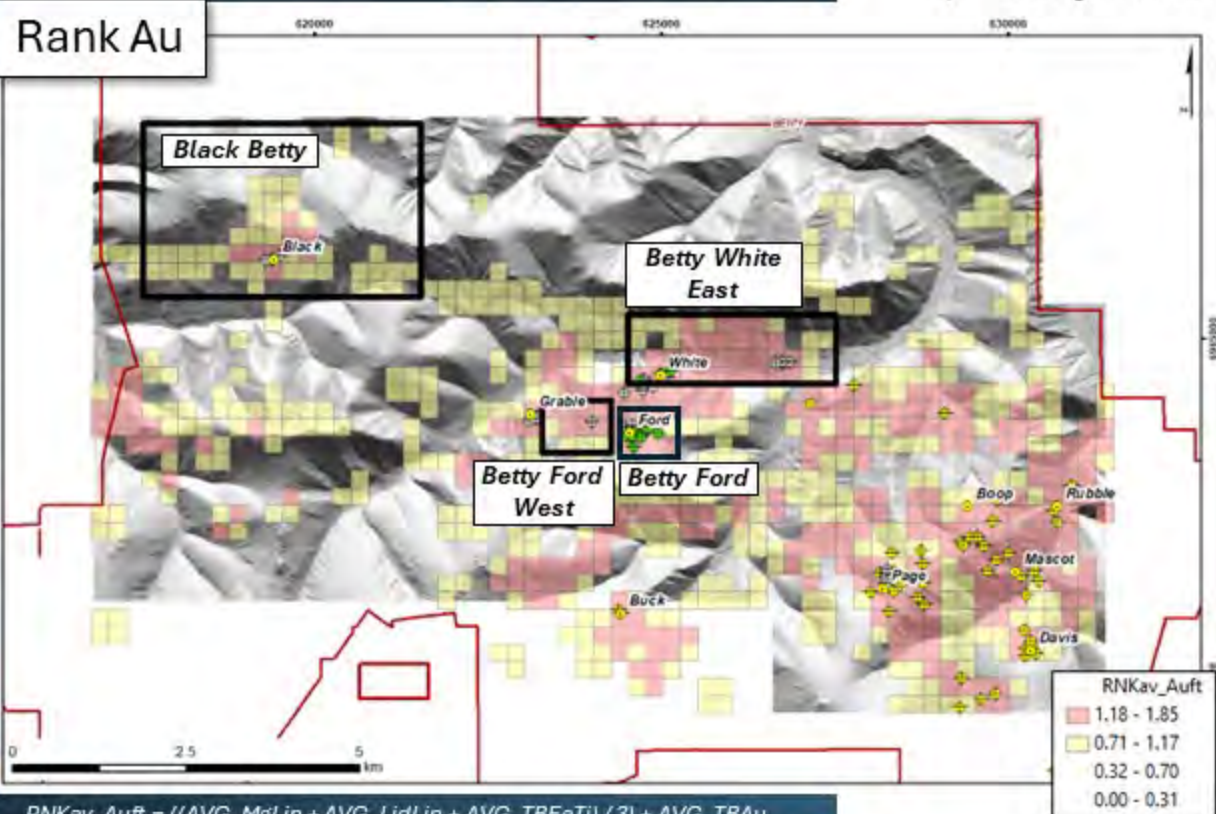 Rank Au
620000
625000
630000
BETTY
Black Betty
Black
Betty White
East
White
Grable
Ford
Betty Ford
West
Betty Ford
Boop
Rubble
Mascot
Page
Buck
Davis
RNKav_Auft
1.18 - 1.85
0.71 - 1.17
0.32 - 0.70
0.00 - 0.31
0
2.5
5
km